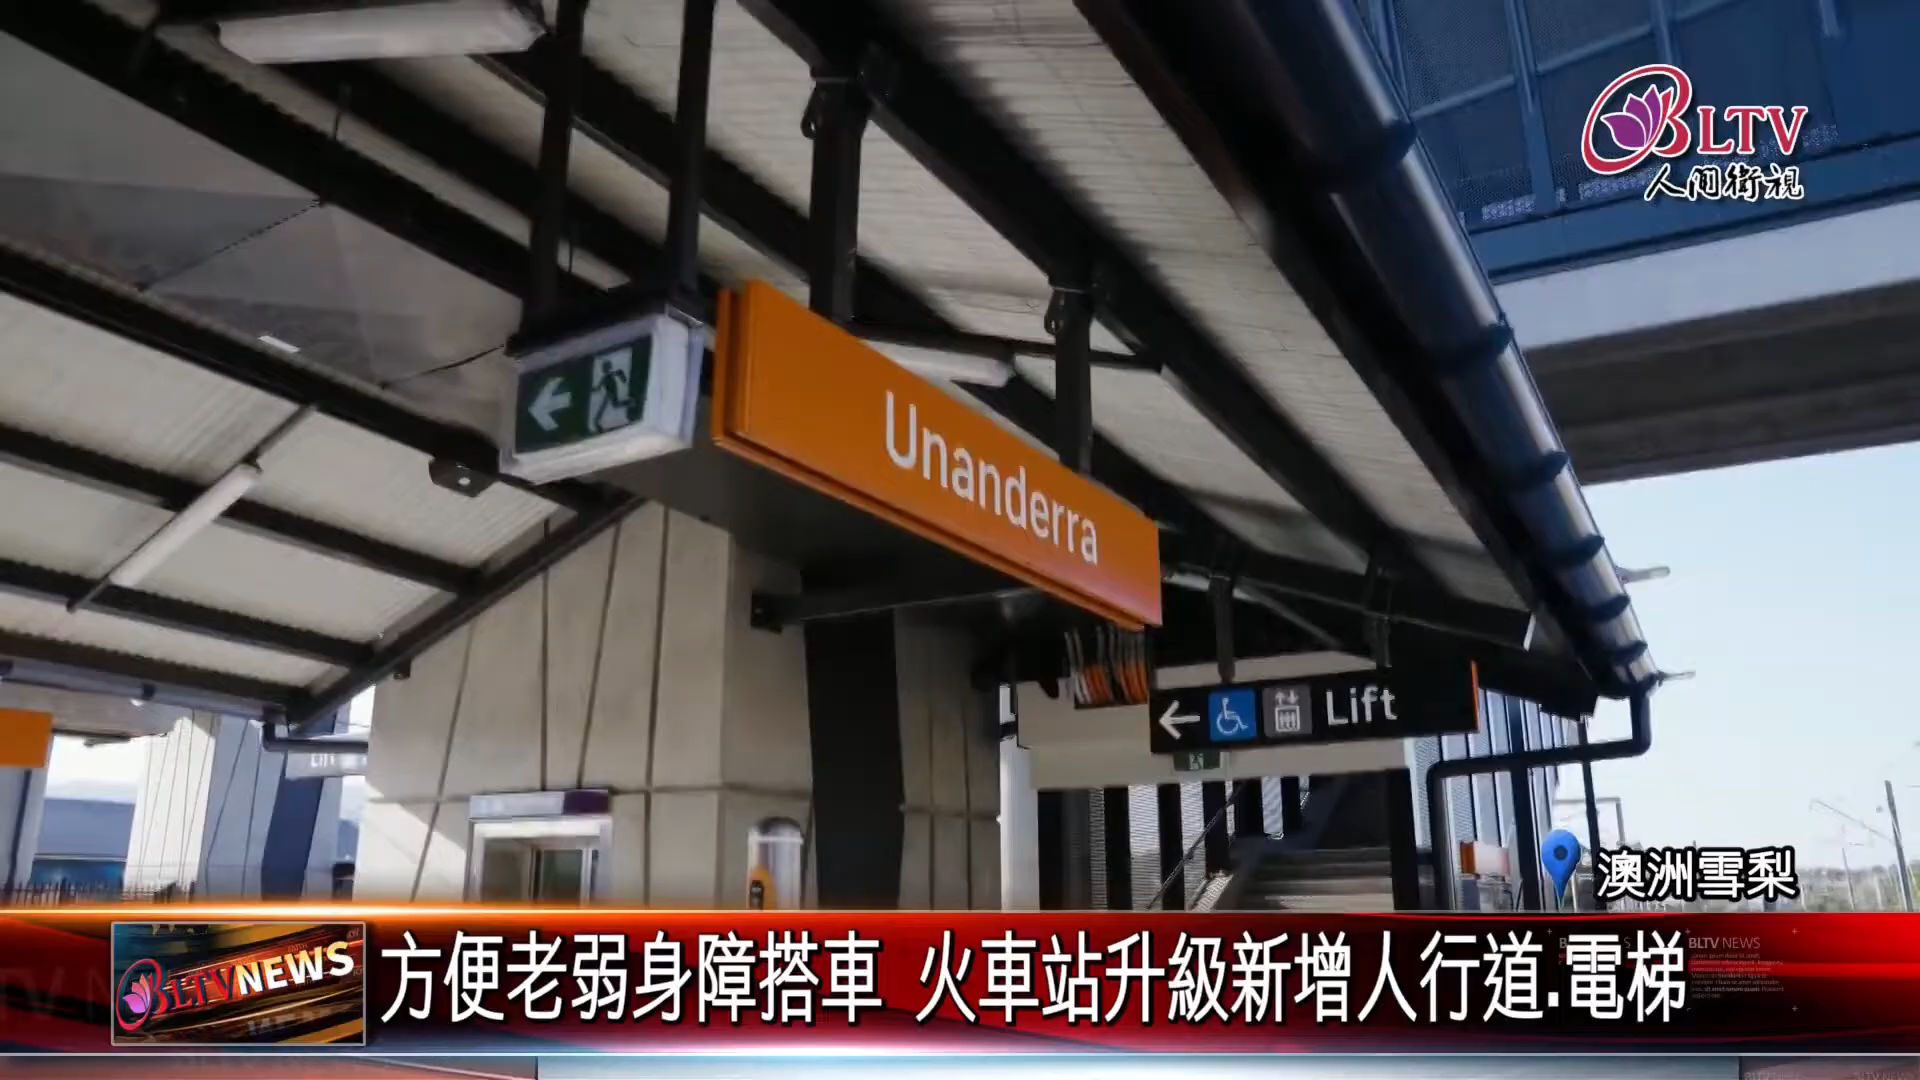 BLTV
人間衛視
Unanderra
Lift
澳洲雪梨
BLTV NEWS
方便老弱身障搭車 火車站升級新增人行道.電梯
BLTV NEWS